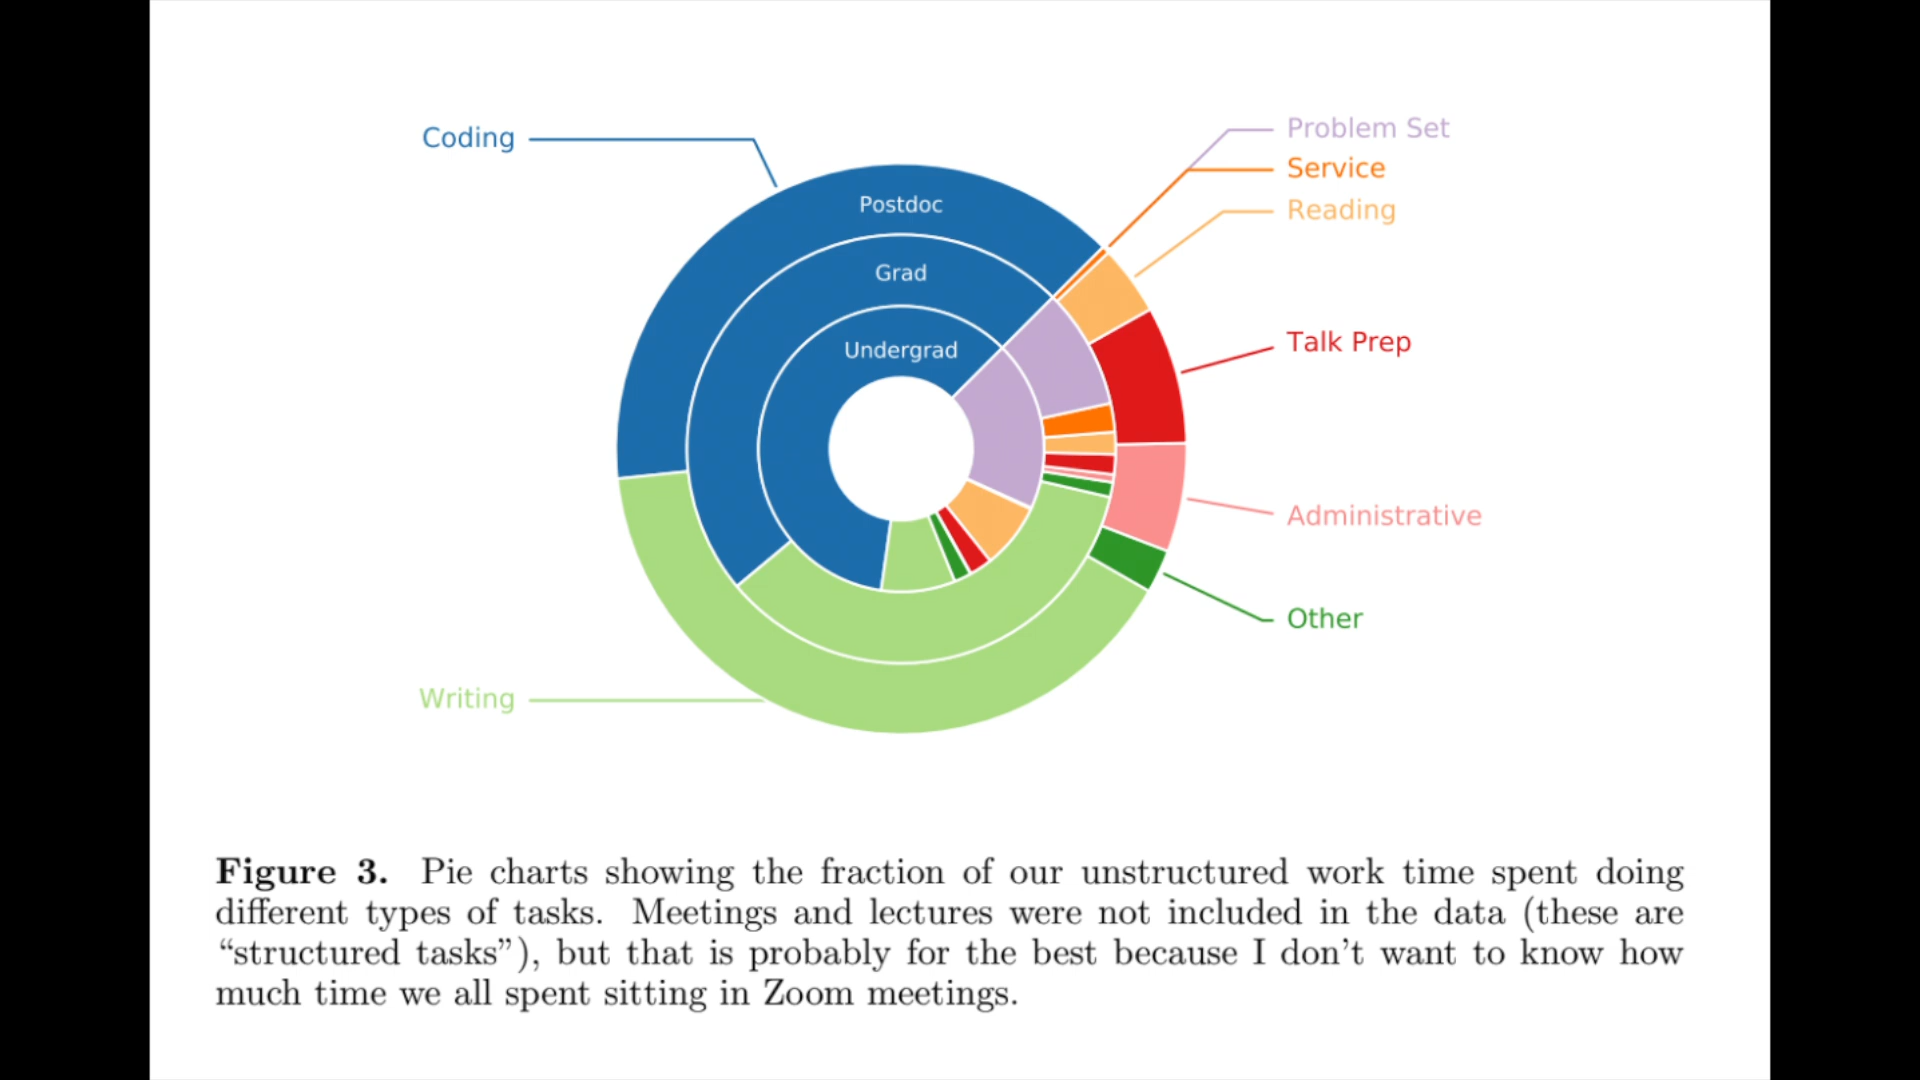 Coding
Problem Set
Service
Reading
Postdoc
Grad
Undergrad
Talk Prep
Administrative
Other
Writing
Figure 3. Pie charts showing the fraction of our unstructured work time spent doing
different types of tasks. Meetings and lectures were not included in the data (these are
“structured tasks”), but that is probably for the best because I don’t want to know how
much time we all spent sitting in Zoom meetings.